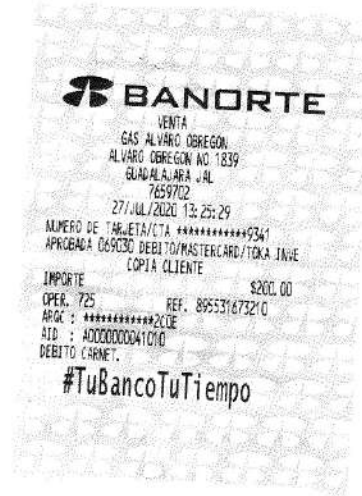 BANORTE
VENTA
GAS ALVARO OBREGON
ALVARO OBREGON NO 1839
GUADALAJARA JAL
7659702
27/JUL/2020 13:25:29
NUMERO DE TARJETA/CTA ************9341
APROBADA 069030 DEBITO/MASTERCARD/TOKA INVE
COPIA CLIENTE
IMPORTE $200.00
OPER. 725 REF. 895531673210
ARQC : ************2C0E
AID : A0000000041010
DEBITO CARNET.
#TuBancoTuTiempo